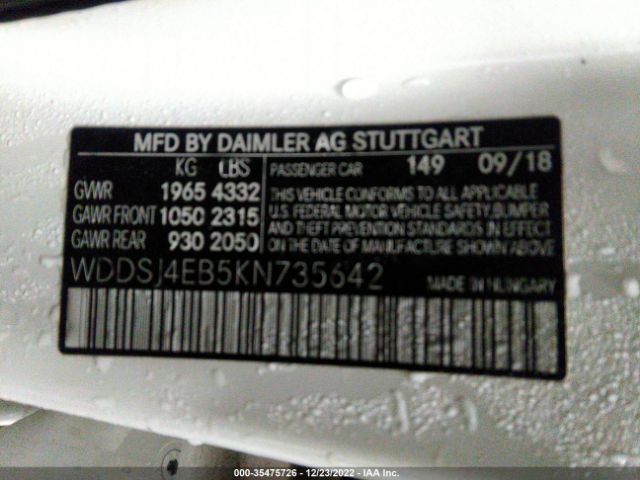 MFD BY DAIMLER AG STUTTGART
KG LBS PASSENGER CAR 149 09/18
GVWR 1965 4332 THIS VEHICLE CONFORMS TO ALL APPLICABLE
GAWR FRONT 1050 2315 U.S. FEDERAL MOTOR VEHICLE SAFETY, BUMPER
GAWR REAR 930 2050 AND THEFT PREVENTION STANDARDS IN EFFECT
ON THE DATE OF MANUFACTURE SHOWN ABOVE.
WDDSJ4EB5KN735642 MADE IN HUNGARY
000-35475726 - 12/23/2022 - IAA Inc.